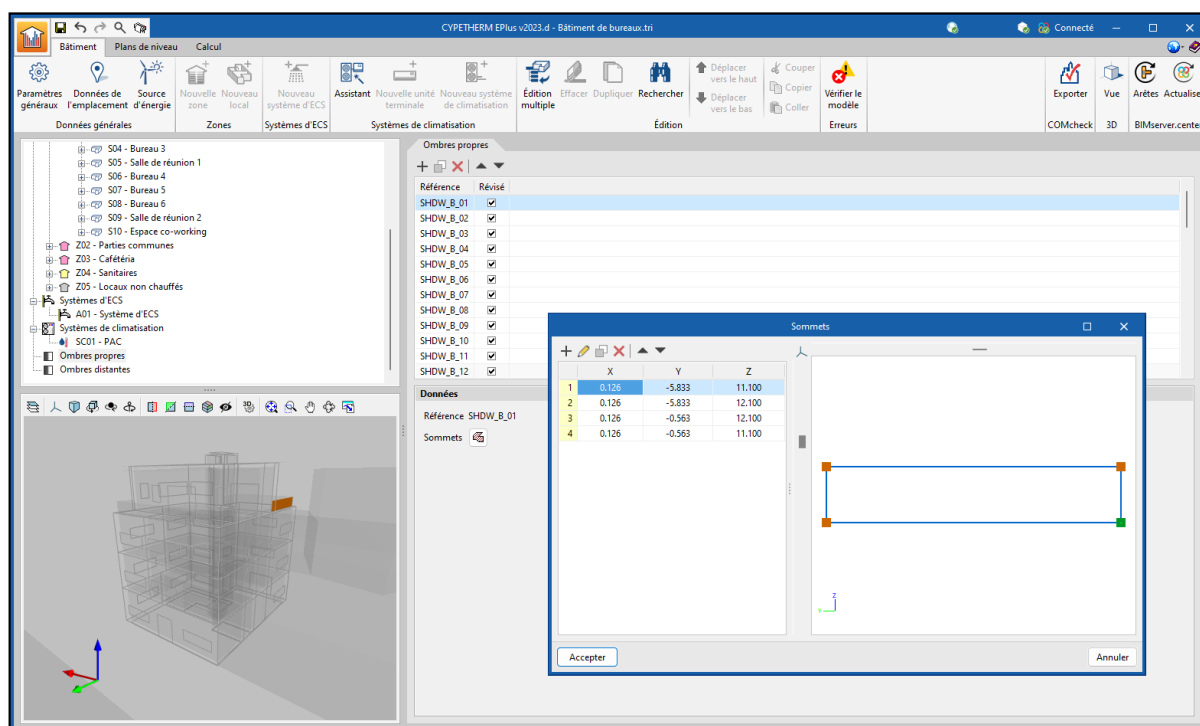 CYPETHERM EPlus v2023.d - Bâtiment de bureaux.tri
Connecté
Bâtiment Plans de niveau Calcul
Paramètres généraux
Données de l'emplacement
Source d'énergie
Nouvelle zone
Nouveau local
Nouveau système d'ECS
Assistant
Nouvelle unité terminale
Nouveau système de climatisation
Édition multiple
Effacer
Dupliquer
Rechercher
Déplacer vers le haut
Déplacer vers le bas
Couper
Copier
Coller
Vérifier le modèle
Exporter
Vue
Arêtes
Actualise
Données générales
Zones
Systèmes d'ECS
Systèmes de climatisation
Édition
Erreurs
COMcheck
3D
BIMserver.cente
S04 - Bureau 3
S05 - Salle de réunion 1
S06 - Bureau 4
S07 - Bureau 5
S08 - Bureau 6
S09 - Salle de réunion 2
S10 - Espace co-working
Z02 - Parties communes
Z03 - Cafétéria
Z04 - Sanitaires
Z05 - Locaux non chauffés
Systèmes d'ECS
A01 - Système d'ECS
Systèmes de climatisation
SC01 - PAC
Ombres propres
Ombres distantes
Ombres propres
Référence Révisé
SHDW_B_01
SHDW_B_02
SHDW_B_03
SHDW_B_04
SHDW_B_05
SHDW_B_06
SHDW_B_07
SHDW_B_08
SHDW_B_09
SHDW_B_10
SHDW_B_11
SHDW_B_12
Données
Référence SHDW_B_01
Sommets
Sommets
X Y Z
1 0.126 -5.833 11.100
2 0.126 -5.833 12.100
3 0.126 -0.563 12.100
4 0.126 -0.563 11.100
Z
Y
Accepter
Annuler